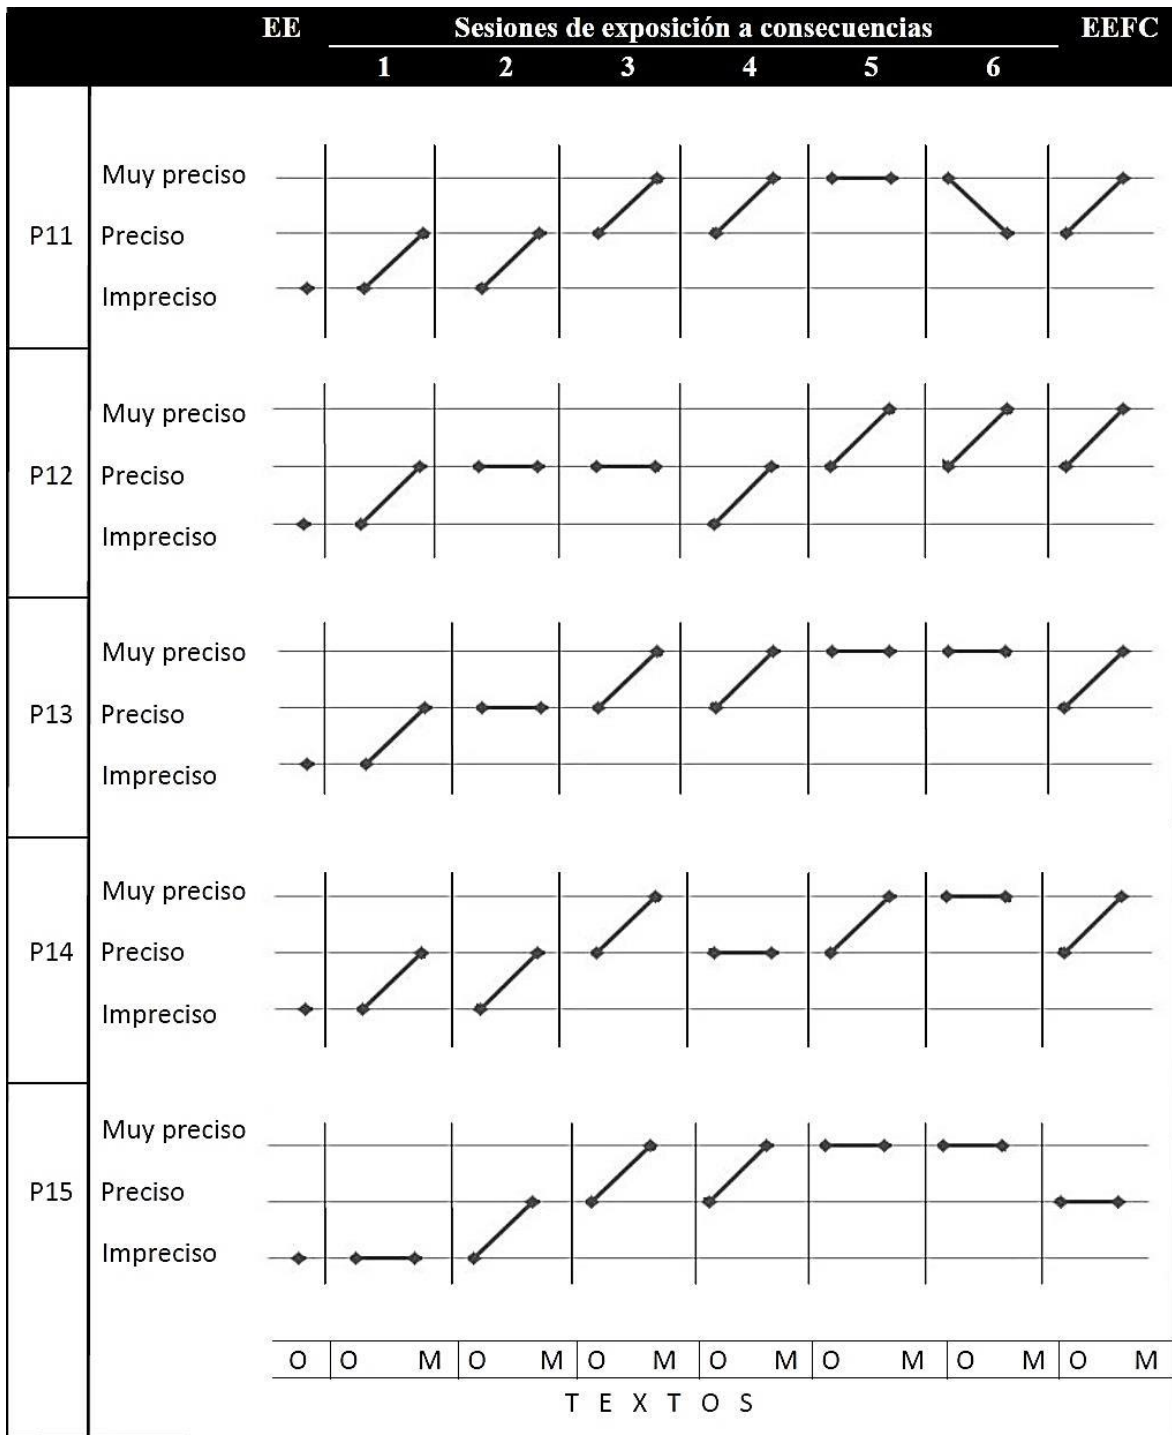 EE Sesiones de exposición a consecuencias EEFC
1 2 3 4 5 6
Muy preciso
P11 Preciso
Impreciso
Muy preciso
P12 Preciso
Impreciso
Muy preciso
P13 Preciso
Impreciso
Muy preciso
P14 Preciso
Impreciso
Muy preciso
P15 Preciso
Impreciso
O O M O M O M O M O M O M O M
T E X T O S